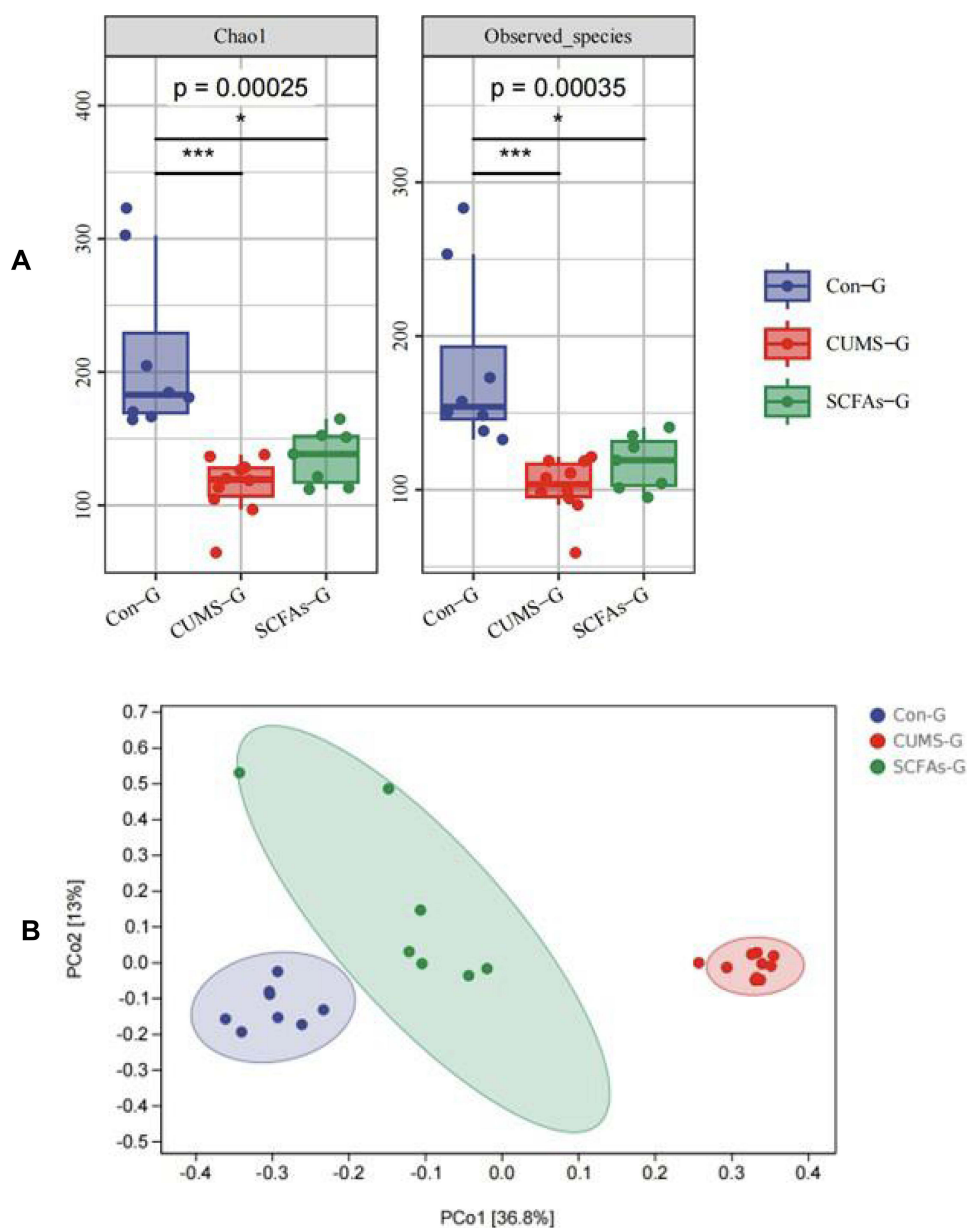 A
Chao1
p = 0.00025
*
***
400
300
200
100
Con−G
CUMS−G
SCFAs−G
Observed_species
p = 0.00035
*
***
300
200
100
Con−G
CUMS−G
SCFAs−G
Con−G
CUMS−G
SCFAs−G
B
PCo2 [13%]
0.7
0.6
0.5
0.4
0.3
0.2
0.1
0.0
-0.1
-0.2
-0.3
-0.4
-0.5
-0.4 -0.3 -0.2 -0.1 0.0 0.1 0.2 0.3 0.4
PCo1 [36.8%]
Con-G
CUMS-G
SCFAs-G